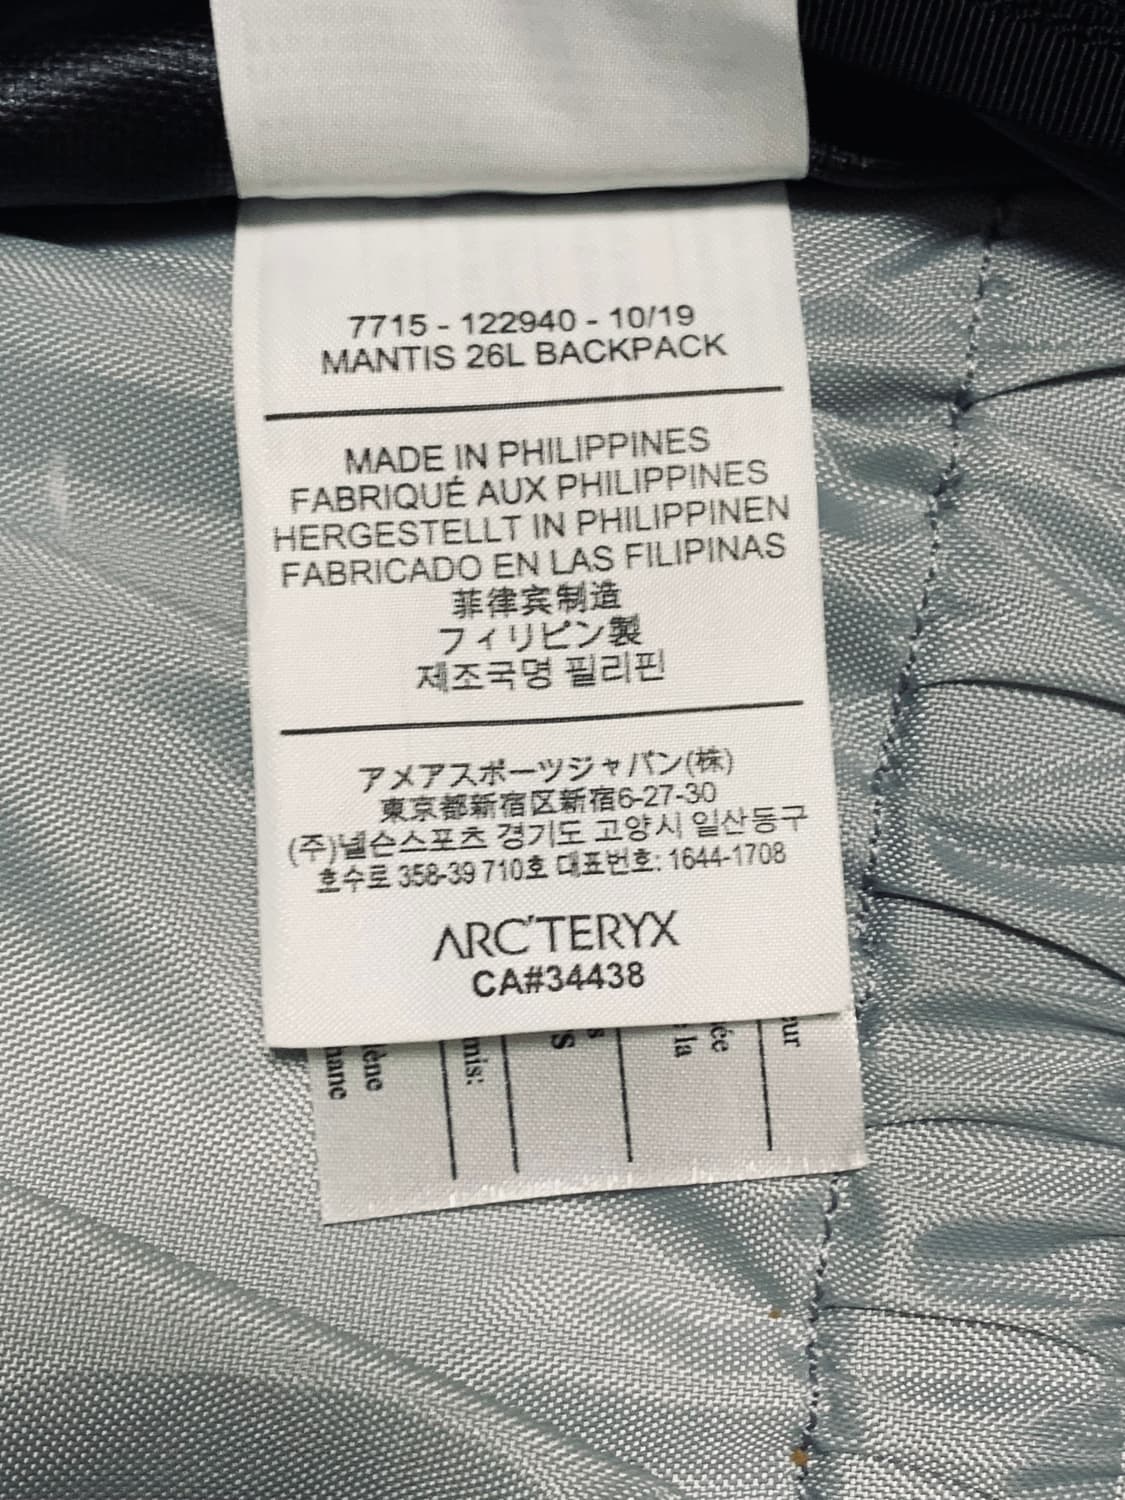 7715 - 122940 - 10/19
MANTIS 26L BACKPACK
MADE IN PHILIPPINES
FABRIQUÉ AUX PHILIPPINES
HERGESTELLT IN PHILIPPINEN
FABRICADO EN LAS FILIPINAS
菲律宾制造
フィリピン製
제조국명 필리핀
アメアスポーツジャパン(株)
東京都新宿区新宿6-27-30
(주)넬슨스포츠 경기도 고양시 일산동구
호수로 358-39 710호 대표번호: 1644-1708
ARC'TERYX
CA#34438
mis:
la